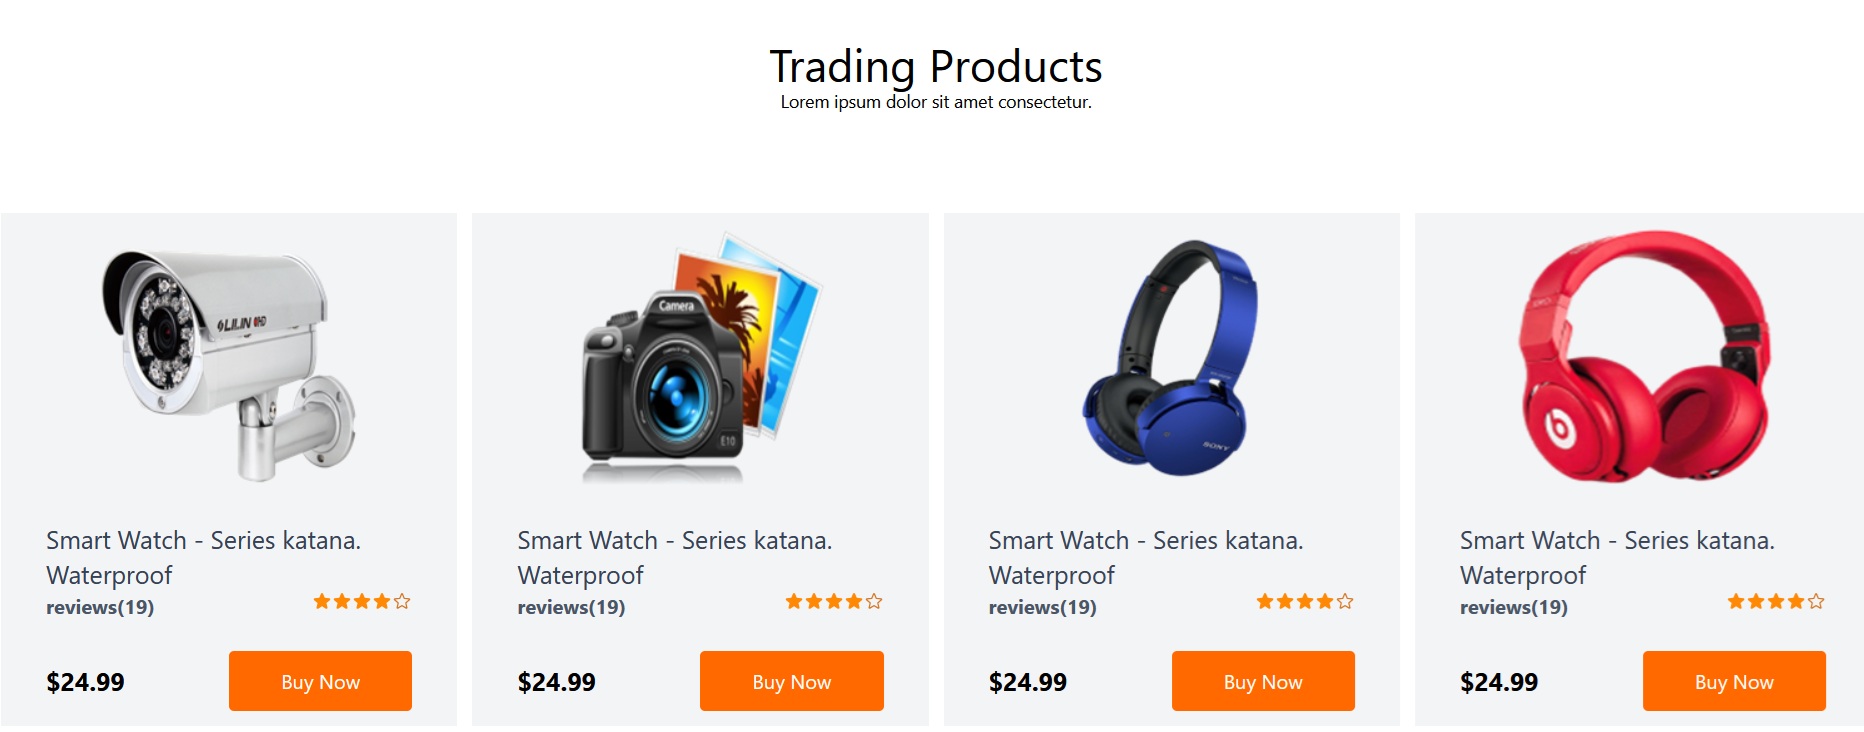 Trading Products
Lorem ipsum dolor sit amet consectetur.
LILIN HD
Camera
E10
SONY
b
Smart Watch - Series katana.
Waterproof
reviews(19)
$24.99
Buy Now
Smart Watch - Series katana.
Waterproof
reviews(19)
$24.99
Buy Now
Smart Watch - Series katana.
Waterproof
reviews(19)
$24.99
Buy Now
Smart Watch - Series katana.
Waterproof
reviews(19)
$24.99
Buy Now